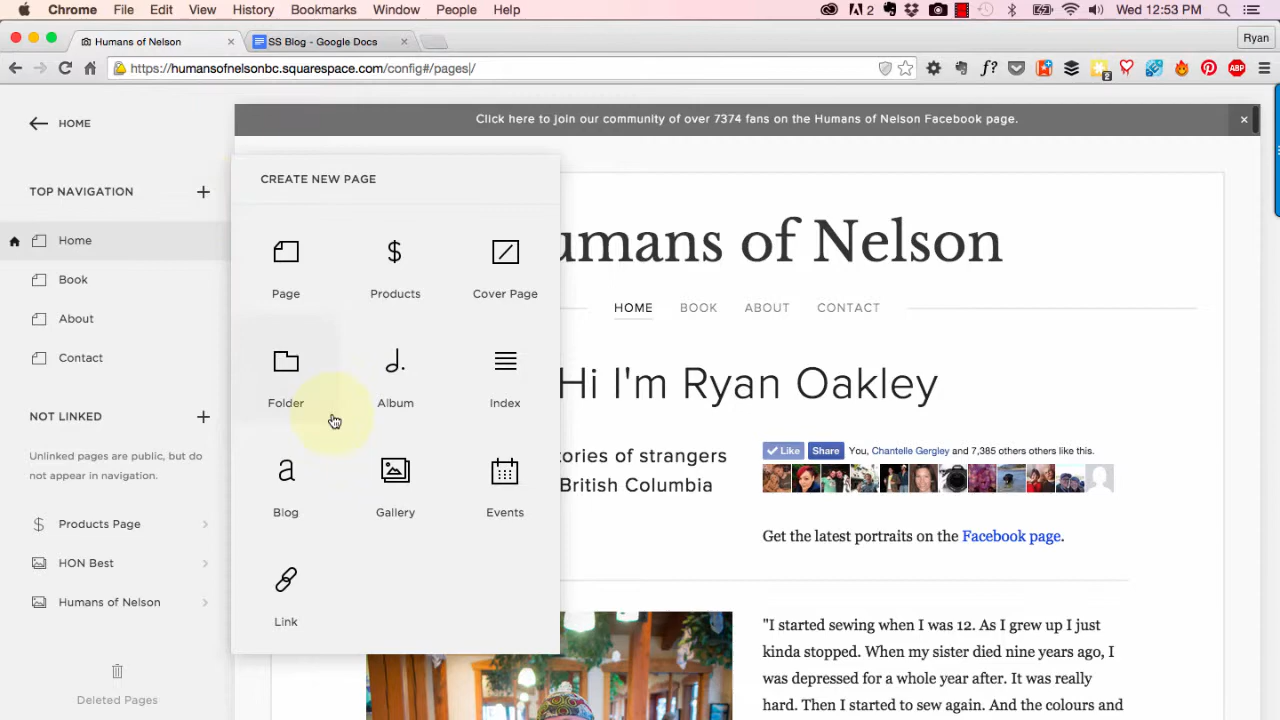 Chrome File Edit View History Bookmarks Window People Help
2
Wed 12:53 PM
Humans of Nelson
SS Blog - Google Docs
Ryan
https://humansofnelsonbc.squarespace.com/config#/pages/
HOME
TOP NAVIGATION
Home
Book
About
Contact
NOT LINKED
Unlinked pages are public, but do
not appear in navigation.
Products Page
HON Best
Humans of Nelson
Deleted Pages
CREATE NEW PAGE
Page
Products
Cover Page
Folder
Album
Index
Blog
Gallery
Events
Link
Click here to join our community of over 7374 fans on the Humans of Nelson Facebook page.
umans of Nelson
HOME BOOK ABOUT CONTACT
Hi I'm Ryan Oakley
tories of strangers
British Columbia
Like Share You, Chantelle Gergley and 7,385 others others like this.
Get the latest portraits on the Facebook page.
"I started sewing when I was 12. As I grew up I just
kinda stopped. When my sister died nine years ago, I
was depressed for a whole year after. It was really
hard. Then I started to sew again. And the colours and